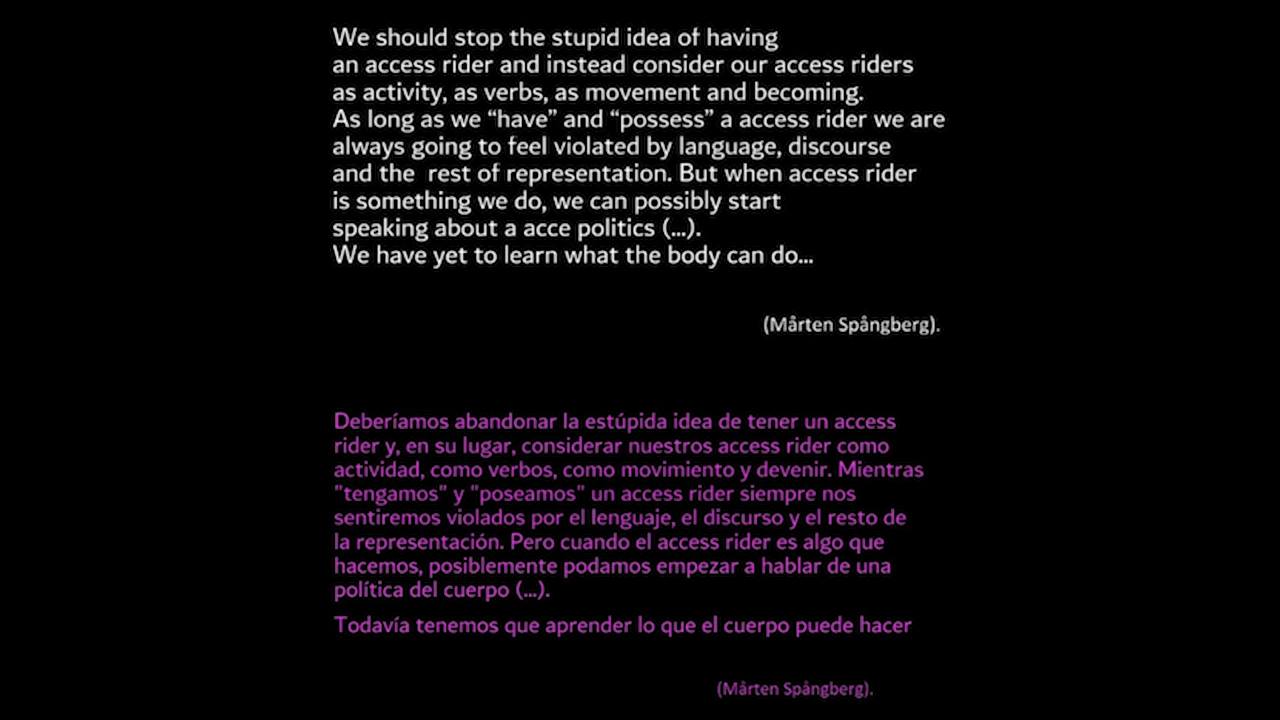 We should stop the stupid idea of having
an access rider and instead consider our access riders
as activity, as verbs, as movement and becoming.
As long as we “have” and “possess” a access rider we are
always going to feel violated by language, discourse
and the  rest of representation. But when access rider
is something we do, we can possibly start
speaking about a acce politics (...).
We have yet to learn what the body can do...
(Mårten Spångberg).
Deberíamos abandonar la estúpida idea de tener un access
rider y, en su lugar, considerar nuestros access rider como
actividad, como verbos, como movimiento y devenir. Mientras
"tengamos" y "poseamos" un access rider siempre nos
sentiremos violados por el lenguaje, el discurso y el resto de
la representación. Pero cuando el access rider es algo que
hacemos, posiblemente podamos empezar a hablar de una
política del cuerpo (...).
Todavía tenemos que aprender lo que el cuerpo puede hacer
(Mårten Spångberg).